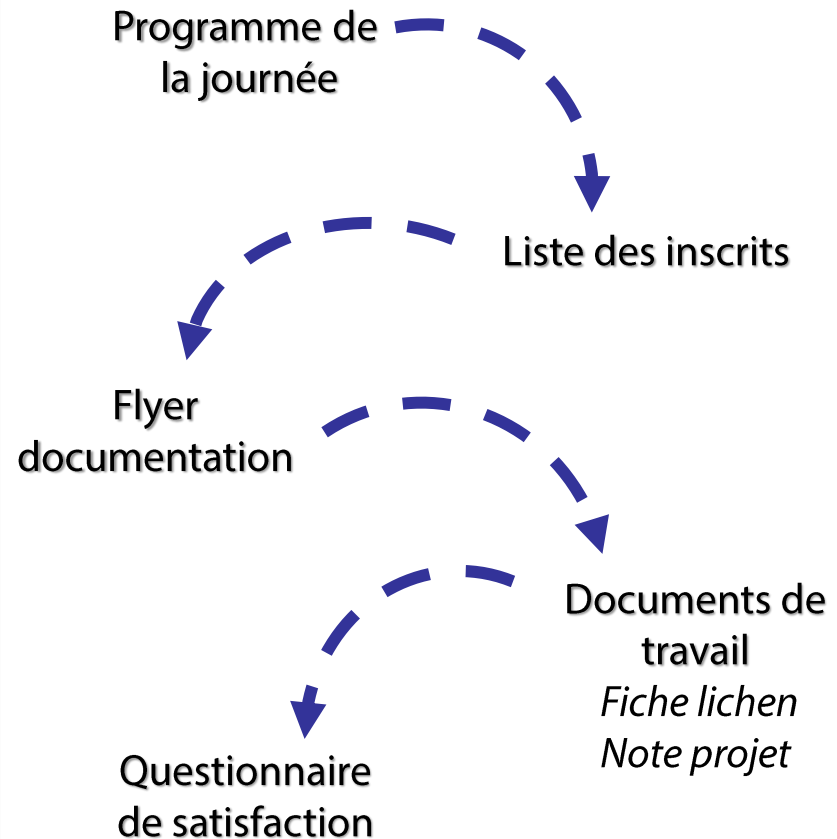 Programme de
la journée
Liste des inscrits
Flyer
documentation
Documents de
travail
Fiche lichen
Note projet
Questionnaire
de satisfaction